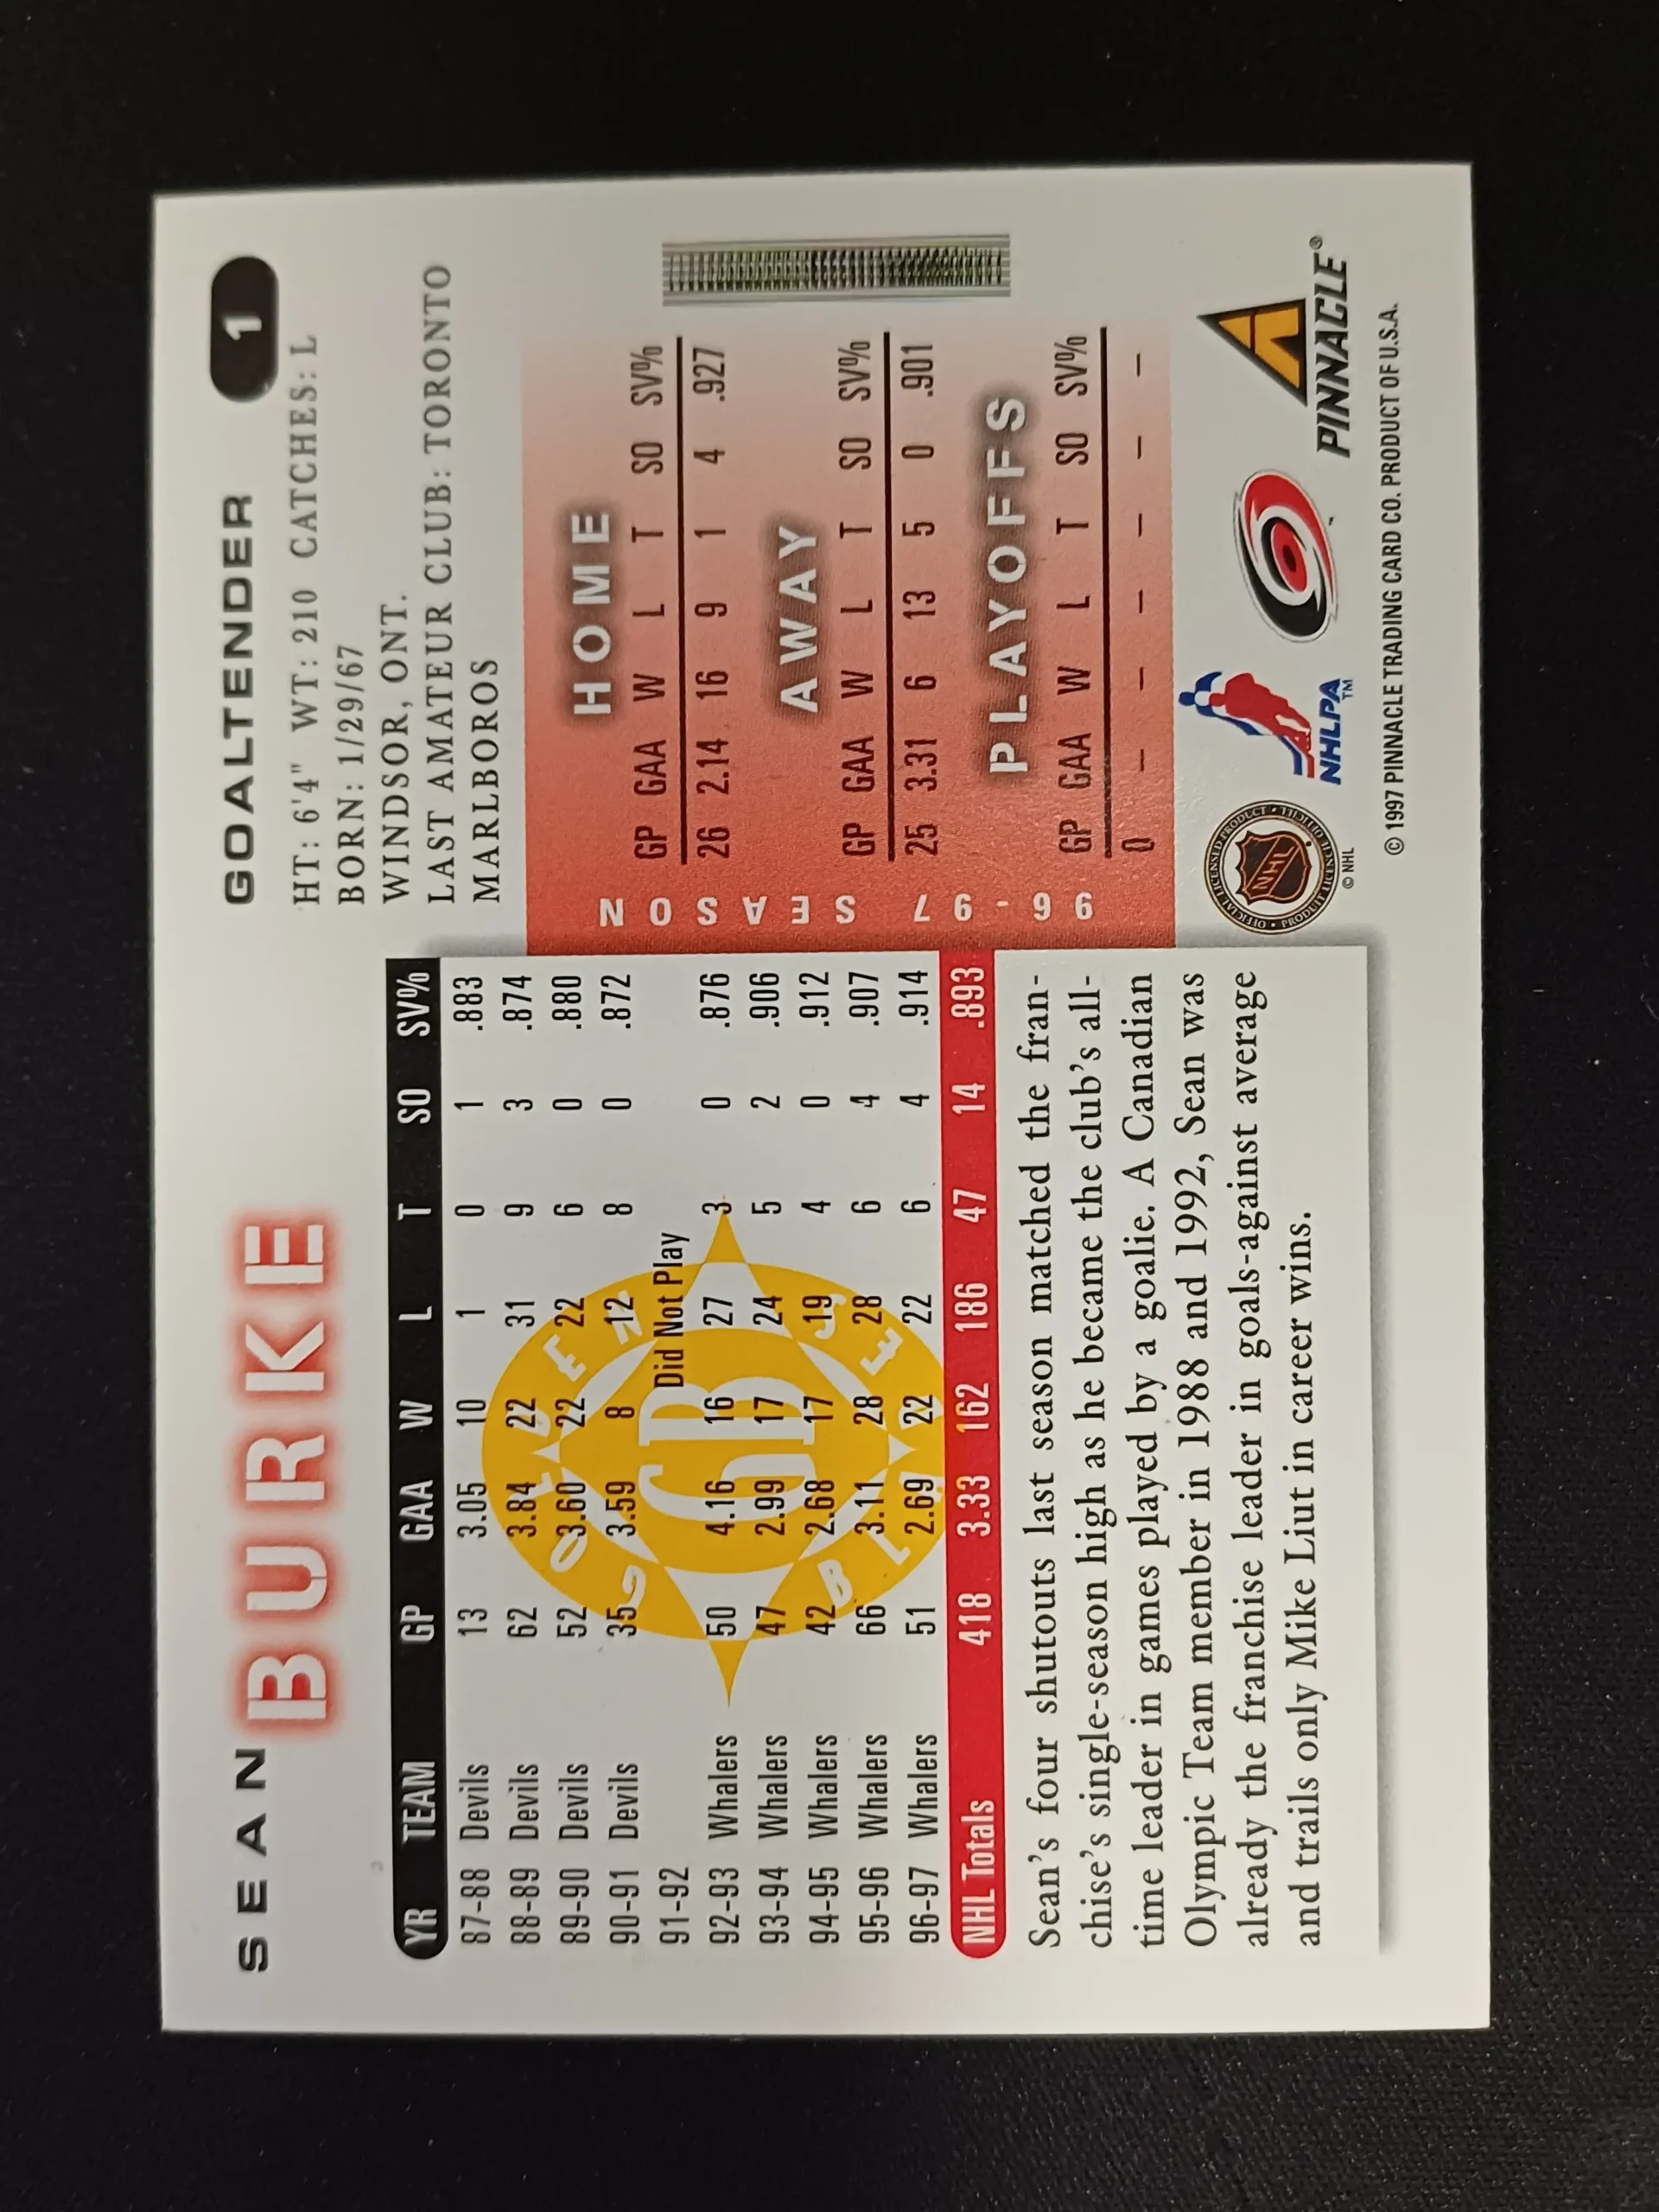 SEAN BURKE
GOALTENDER 1
HT: 6'4" WT: 210 CATCHES: L
BORN: 1/29/67
WINDSOR, ONT.
LAST AMATEUR CLUB: TORONTO
MARLBOROS
YR TEAM GP GAA W L T SO SV%
87-88 Devils 13 3.05 10 1 0 1 .883
88-89 Devils 62 3.84 22 31 9 3 .874
89-90 Devils 52 3.60 22 22 6 0 .880
90-91 Devils 35 3.59 8 12 8 0 .872
91-92 Did Not Play
92-93 Whalers 50 4.16 16 27 3 0 .876
93-94 Whalers 47 2.99 17 24 5 2 .906
94-95 Whalers 42 2.68 17 19 4 0 .912
95-96 Whalers 66 3.11 28 28 6 4 .907
96-97 Whalers 51 2.69 22 22 6 4 .914
NHL Totals 418 3.33 162 186 47 14 .893
GOLDEN
GB
BLUES
Sean's four shutouts last season matched the fran-
chise's single-season high as he became the club's all-
time leader in games played by a goalie. A Canadian
Olympic Team member in 1988 and 1992, Sean was
already the franchise leader in goals-against average
and trails only Mike Liut in career wins.
96-97 SEASON
HOME
GP GAA W L T SO SV%
26 2.14 16 9 1 4 .927
AWAY
GP GAA W L T SO SV%
25 3.31 6 13 5 0 .901
PLAYOFFS
GP GAA W L T SO SV%
0 – – – – – –
OFFICIAL LICENSED PRODUCT
NHL
© NHL
NHLPA™
PINNACLE®
© 1997 PINNACLE TRADING CARD CO. PRODUCT OF U.S.A.